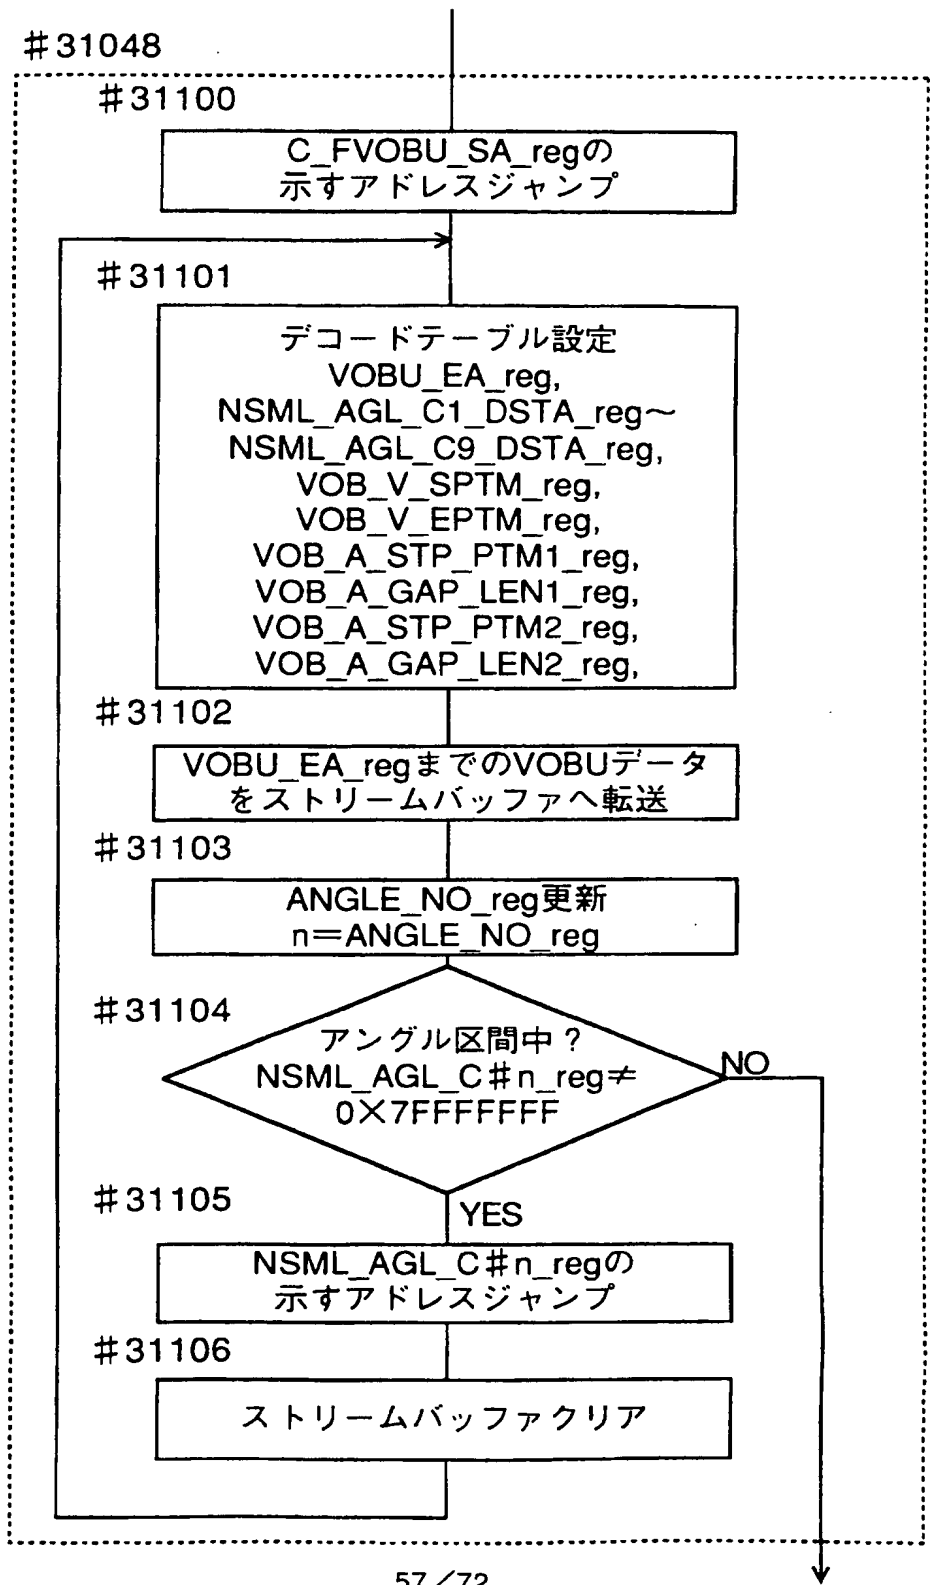 #31048
#31100
C_FVOBU_SA_regの
示すアドレスジャンプ
#31101
デコードテーブル設定
VOBU_EA_reg,
NSML_AGL_C1_DSTA_reg～
NSML_AGL_C9_DSTA_reg,
VOB_V_SPTM_reg,
VOB_V_EPTM_reg,
VOB_A_STP_PTM1_reg,
VOB_A_GAP_LEN1_reg,
VOB_A_STP_PTM2_reg,
VOB_A_GAP_LEN2_reg,
#31102
VOBU_EA_regまでのVOBUデータ
をストリームバッファへ転送
#31103
ANGLE_NO_reg更新
n＝ANGLE_NO_reg
#31104
アングル区間中？
NSML_AGL_C#n_reg≠
0×7FFFFFFF
NO
#31105
YES
NSML_AGL_C#n_regの
示すアドレスジャンプ
#31106
ストリームバッファクリア
57/72